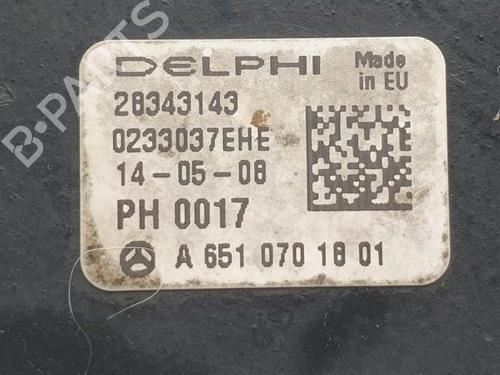 DELPHI
Made
in EU
28343143
0233037EHE
14-05-08
PH 0017
A 651 070 18 01
B-PARTS